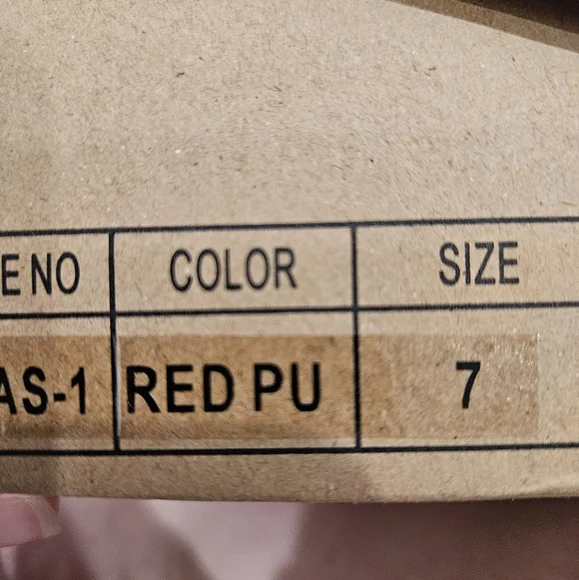 E NO COLOR SIZE
AS-1 RED PU 7